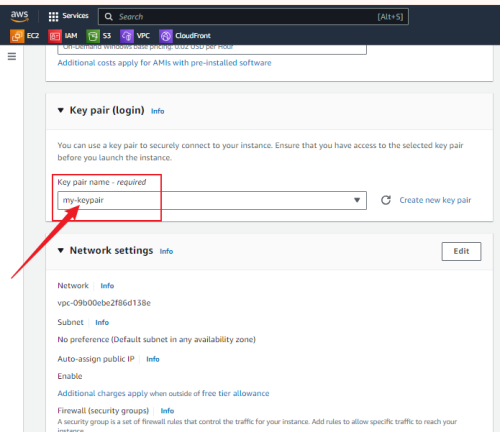 aws Services Search [Alt+S]
EC2 IAM S3 VPC CloudFront
On-Demand Windows base pricing: 0.02 USD per Hour
Additional costs apply for AMIs with pre-installed software
Key pair (login) Info
You can use a key pair to securely connect to your instance. Ensure that you have access to the selected key pair
before you launch the instance.
Key pair name - required
my-keypair
Create new key pair
Network settings Info
Edit
Network Info
vpc-09b00ebe2f86d138e
Subnet Info
No preference (Default subnet in any availability zone)
Auto-assign public IP Info
Enable
Additional charges apply when outside of free tier allowance
Firewall (security groups) Info
A security group is a set of firewall rules that control the traffic for your instance. Add rules to allow specific traffic to reach your
instance.